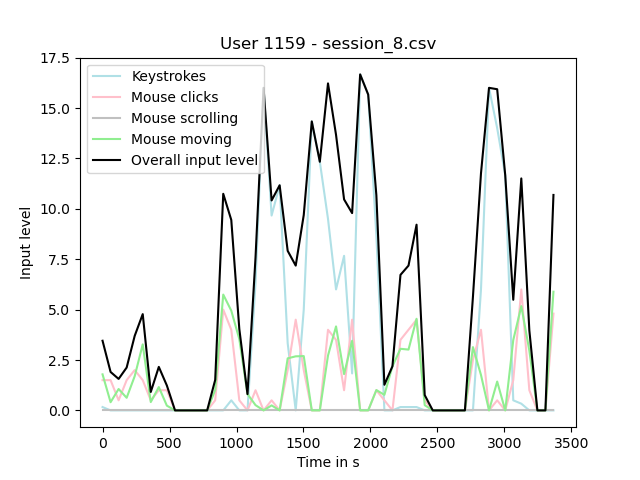 User 1159 - session_8.csv
17.5
15.0
12.5
10.0
7.5
5.0
2.5
0.0
Input level
Keystrokes
Mouse clicks
Mouse scrolling
Mouse moving
Overall input level
0 500 1000 1500 2000 2500 3000 3500
Time in s